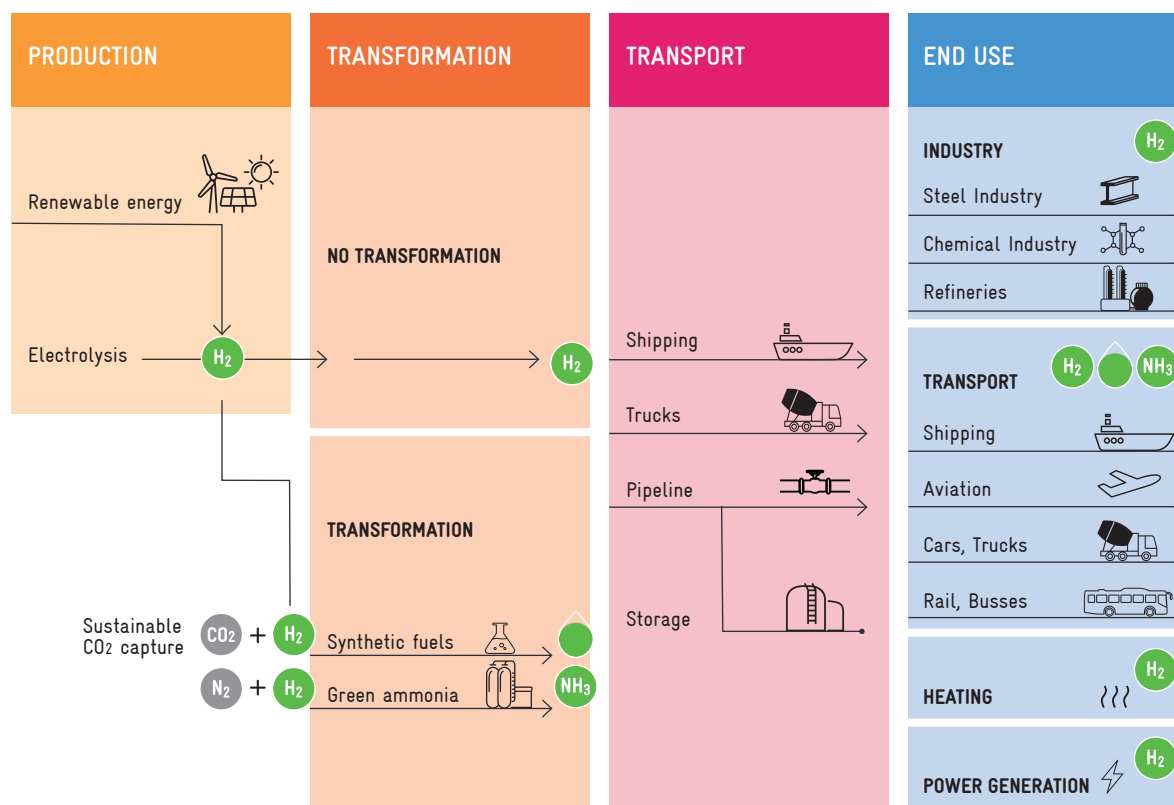 PRODUCTION
Renewable energy
Electrolysis
H2
Sustainable
CO2 capture
CO2 + H2
N2 + H2
TRANSFORMATION
NO TRANSFORMATION
H2
TRANSFORMATION
Synthetic fuels
Green ammonia
NH3
TRANSPORT
Shipping
Trucks
Pipeline
Storage
END USE
INDUSTRY
H2
Steel Industry
Chemical Industry
Refineries
TRANSPORT
H2
NH3
Shipping
Aviation
Cars, Trucks
Rail, Busses
HEATING
H2
POWER GENERATION
H2